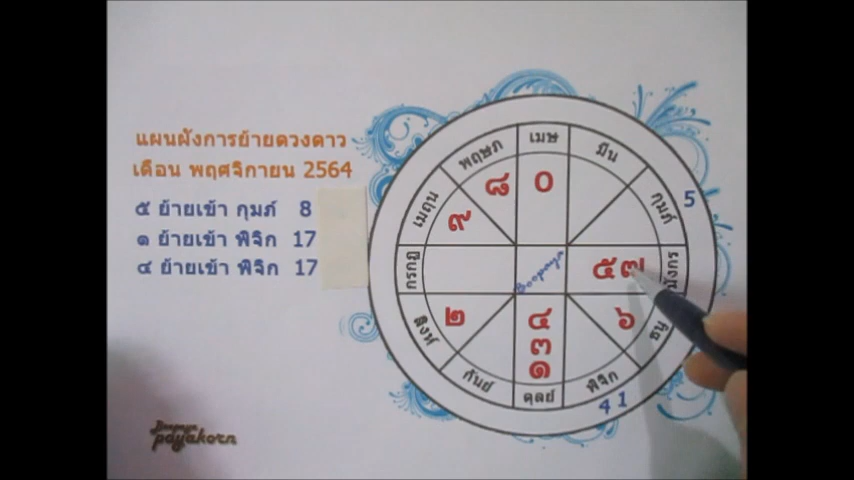 แผนผังการย้ายดวงดาว
เดือน พฤศจิกายน 2564
๕ ย้ายเข้า กุมภ์ 8
๑ ย้ายเข้า พิจิก 17
๔ ย้ายเข้า พิจิก 17
เมษ
พฤษภ
มีน
เมถุน
กุมภ์
5
๘
0
๙
กรกฎ
Boopaya
๕ ๗
มังกร
๒
๔
๓
๑
๖
สิงห์
ธนู
กันย์
ตุลย์
พิจิก
4 1
Boopaya
payakorn